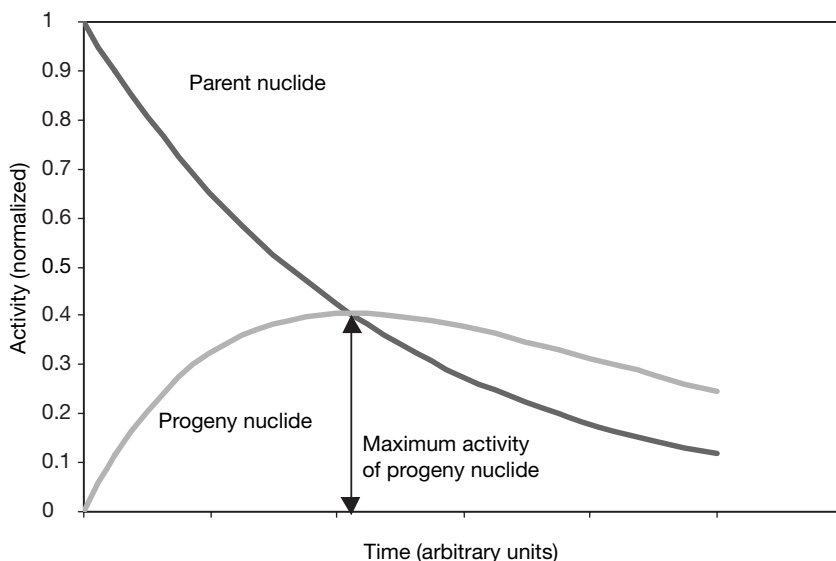 1
0.9
Parent nuclide
0.8
0.7
0.6
0.5
0.4
0.3
0.2
0.1
0
Activity (normalized)
Progeny nuclide
Maximum activity
of progeny nuclide
Time (arbitrary units)